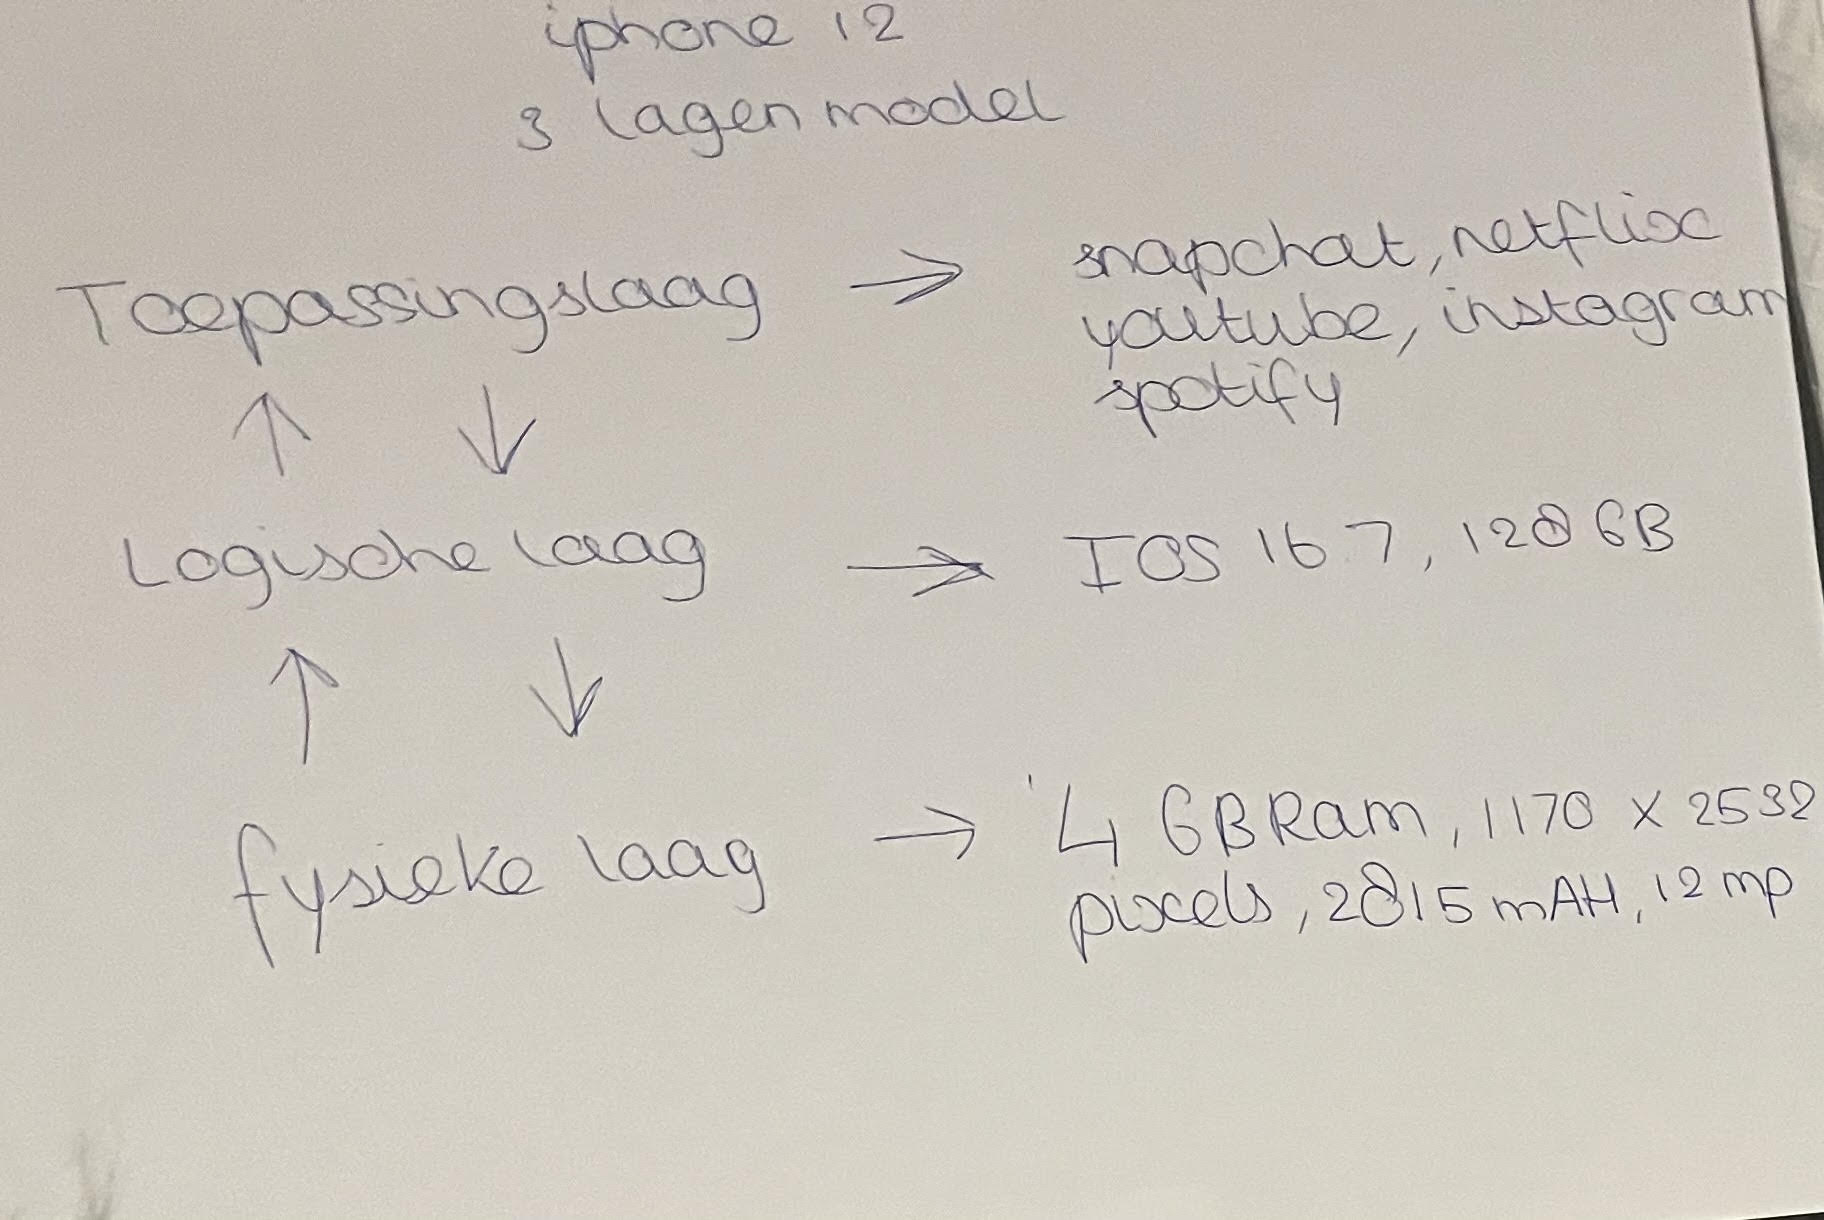 iphone 12
3 lagen model
Toepassingslaag → snapchat, netflix
youtube, instagram
spotify
↑ ↓
Logische laag → IOS 16.7, 128 GB
↑ ↓
fysieke laag → 4 GB Ram, 1170 x 2532
pixels, 2815 mAH, 12 mp